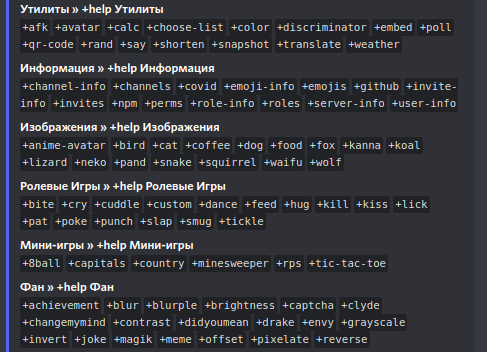 Утилиты » +help Утилиты
+afk +avatar +calc +choose-list +color +discriminator +embed +poll
+qr-code +rand +say +shorten +snapshot +translate +weather
Информация » +help Информация
+channel-info +channels +covid +emoji-info +emojis +github +invite-
info +invites +npm +perms +role-info +roles +server-info +user-info
Изображения » +help Изображения
+anime-avatar +bird +cat +coffee +dog +food +fox +kanna +koal
+lizard +neko +pand +snake +squirrel +waifu +wolf
Ролевые Игры » +help Ролевые Игры
+bite +cry +cuddle +custom +dance +feed +hug +kill +kiss +lick
+pat +poke +punch +slap +smug +tickle
Мини-игры » +help Мини-игры
+8ball +capitals +country +minesweeper +rps +tic-tac-toe
Фан » +help Фан
+achievement +blur +blurple +brightness +captcha +clyde
+changemymind +contrast +didyoumean +drake +envy +grayscale
+invert +joke +magik +meme +offset +pixelate +reverse